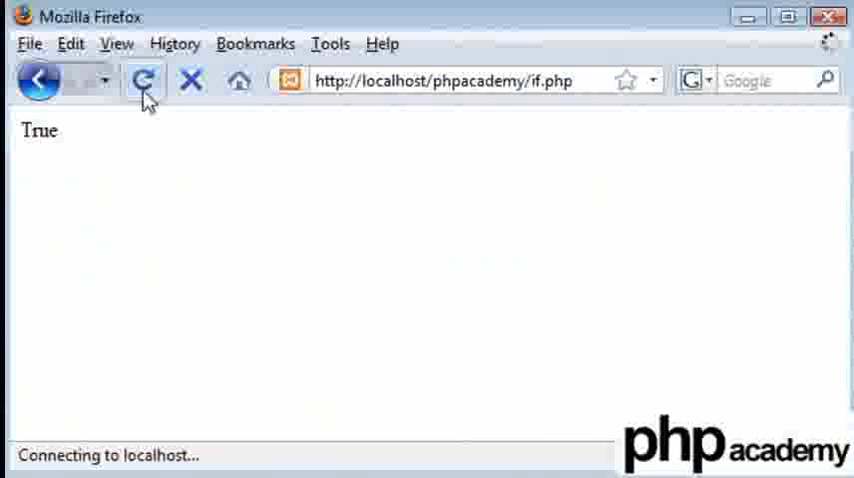 Mozilla Firefox
File Edit View History Bookmarks Tools Help
http://localhost/phpacademy/if.php G Google
True
Connecting to localhost...
php academy